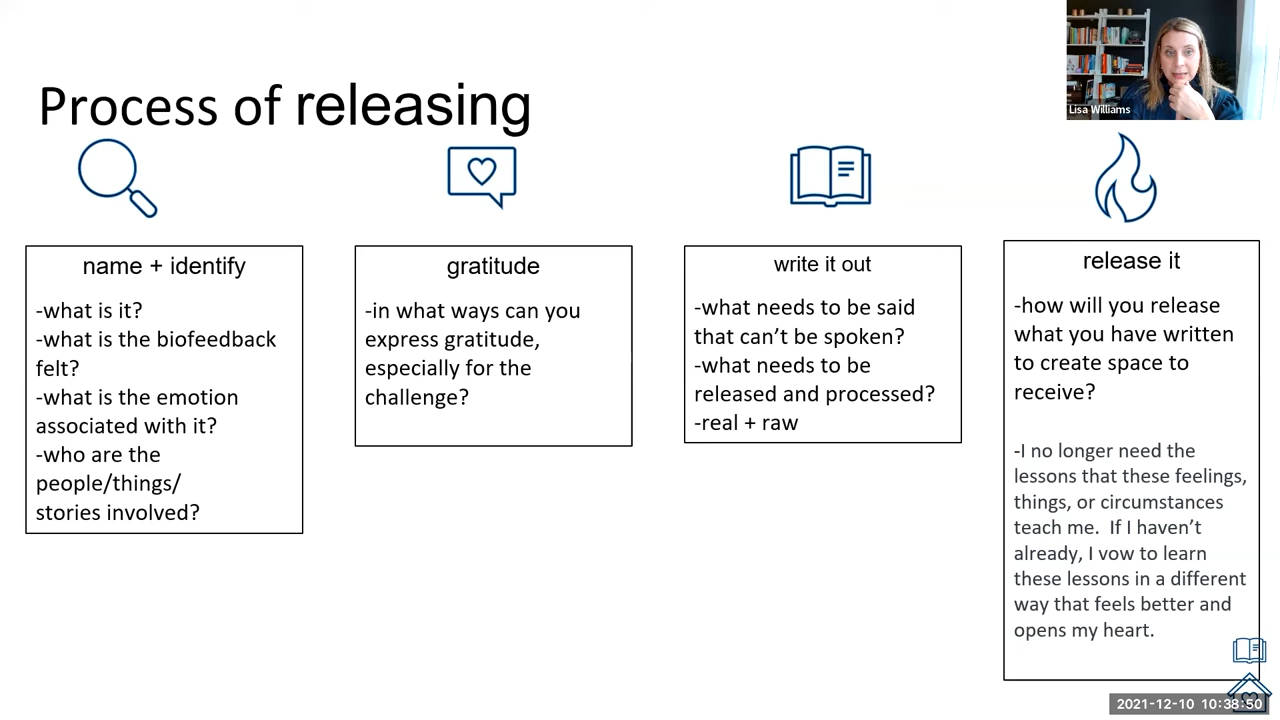 Process of releasing
Lisa Williams
name + identify
-what is it?
-what is the biofeedback
felt?
-what is the emotion
associated with it?
-who are the
people/things/
stories involved?
gratitude
-in what ways can you
express gratitude,
especially for the
challenge?
write it out
-what needs to be said
that can’t be spoken?
-what needs to be
released and processed?
-real + raw
release it
-how will you release
what you have written
to create space to
receive?
-I no longer need the
lessons that these feelings,
things, or circumstances
teach me.  If I haven’t
already, I vow to learn
these lessons in a different
way that feels better and
opens my heart.
2021-12-10 10:38:50